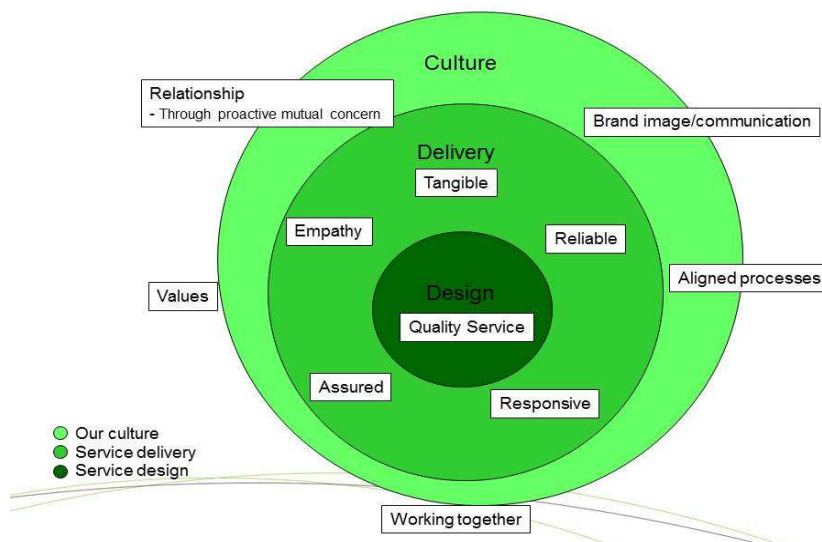 Culture
Relationship
- Through proactive mutual concern
Brand image/communication
Delivery
Tangible
Empathy
Reliable
Aligned processes
Values
Design
Quality Service
Assured
Responsive
Our culture
Service delivery
Service design
Working together